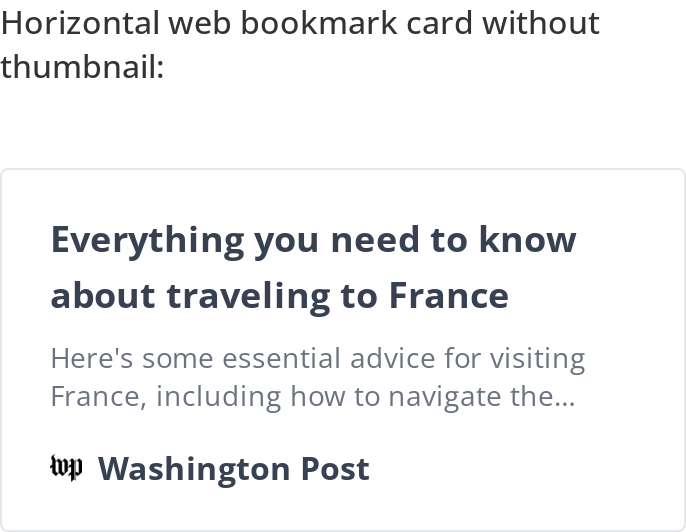 Horizontal web bookmark card without
thumbnail:
Everything you need to know
about traveling to France
Here's some essential advice for visiting
France, including how to navigate the...
wp Washington Post